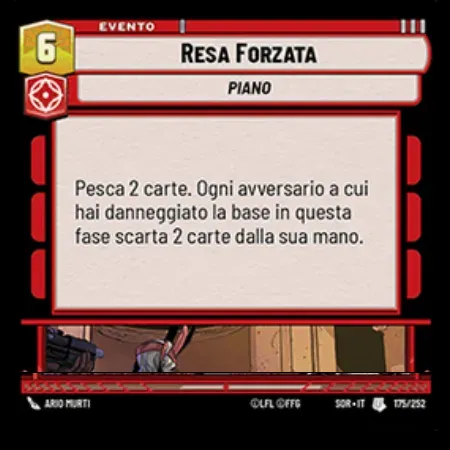 EVENTO
6
RESA FORZATA
PIANO
Pesca 2 carte. Ogni avversario a cui
hai danneggiato la base in questa
fase scarta 2 carte dalla sua mano.
ARIO MURTI
©LFL ©FFG
SOR • IT
175/252